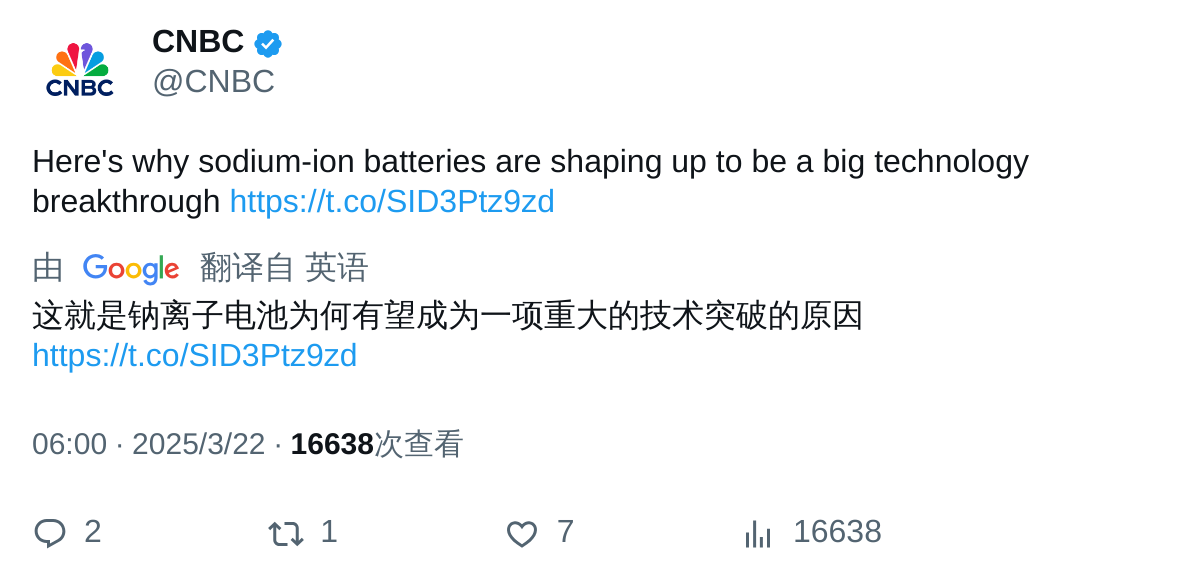 CNBC
CNBC
@CNBC
Here's why sodium-ion batteries are shaping up to be a big technology
breakthrough https://t.co/SID3Ptz9zd
由 Google 翻译自 英语
这就是钠离子电池为何有望成为一项重大的技术突破的原因
https://t.co/SID3Ptz9zd
06:00 · 2025/3/22 · 16638次查看
2 1 7 16638